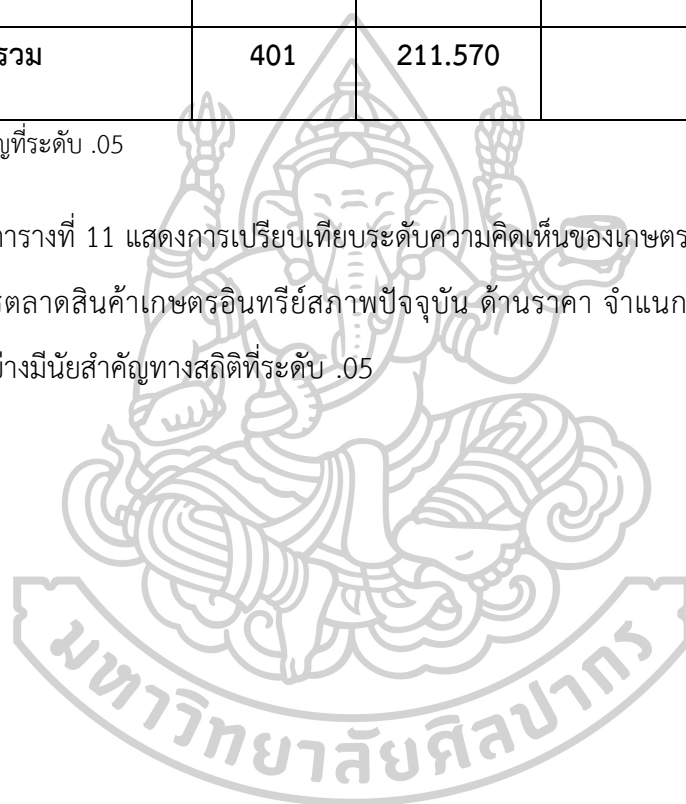 รวม 401 211.570
ญที่ระดับ .05
ตารางที่ 11 แสดงการเปรียบเทียบระดับความคิดเห็นของเกษตร
รตลาดสินค้าเกษตรอินทรีย์สภาพปัจจุบัน ด้านราคา จำแนก
ย่างมีนัยสำคัญทางสถิติที่ระดับ .05
มหาวิทยาลัยศิลปากร